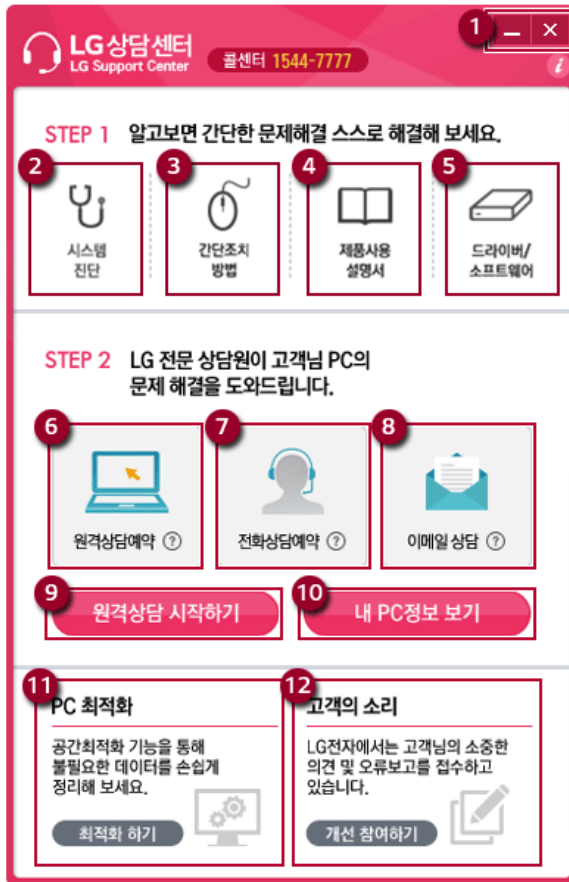 1
LG 상담센터
LG Support Center
콜센터 1544-7777
i
STEP 1 알고보면 간단한 문제해결 스스로 해결해 보세요.
2
3
4
5
시스템
진단
간단조치
방법
제품사용
설명서
드라이버/
소프트웨어
STEP 2 LG 전문 상담원이 고객님 PC의
문제 해결을 도와드립니다.
6
7
8
원격상담예약 ?
전화상담예약 ?
이메일 상담 ?
9
10
원격상담 시작하기
내 PC정보 보기
11
12
PC 최적화
공간최적화 기능을 통해
불필요한 데이터를 손쉽게
정리해 보세요.
최적화 하기
고객의 소리
LG전자에서는 고객님의 소중한
의견 및 오류보고를 접수하고
있습니다.
개선 참여하기